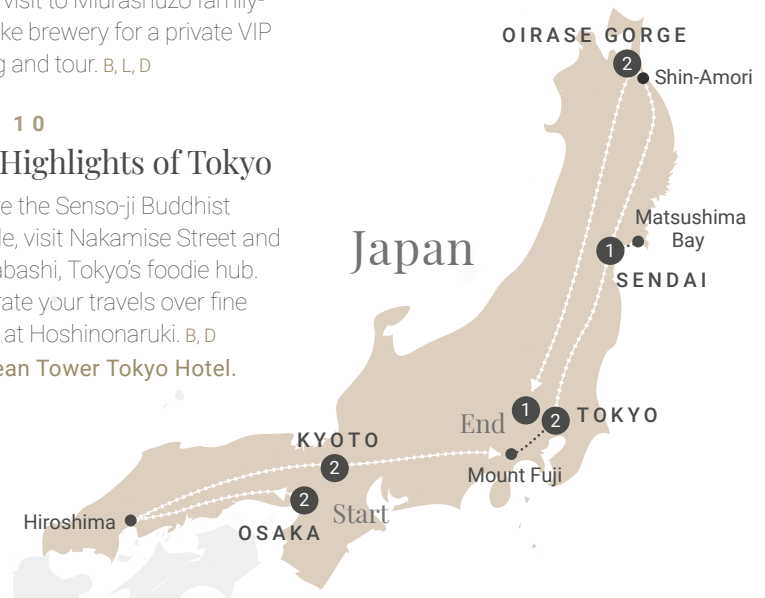 visit to Miurashuzo family-
ke brewery for a private VIP
g and tour. B, L, D
10
Highlights of Tokyo
e the Senso-ji Buddhist
le, visit Nakamise Street and
abashi, Tokyo's foodie hub.
rate your travels over fine
at Hoshinonaruki. B, D
ean Tower Tokyo Hotel.
OIRASE GORGE
2
Shin-Amori
Matsushima
Bay
1
SENDAI
Japan
1
2
TOKYO
End
Mount Fuji
KYOTO
2
2
Start
OSAKA
Hiroshima